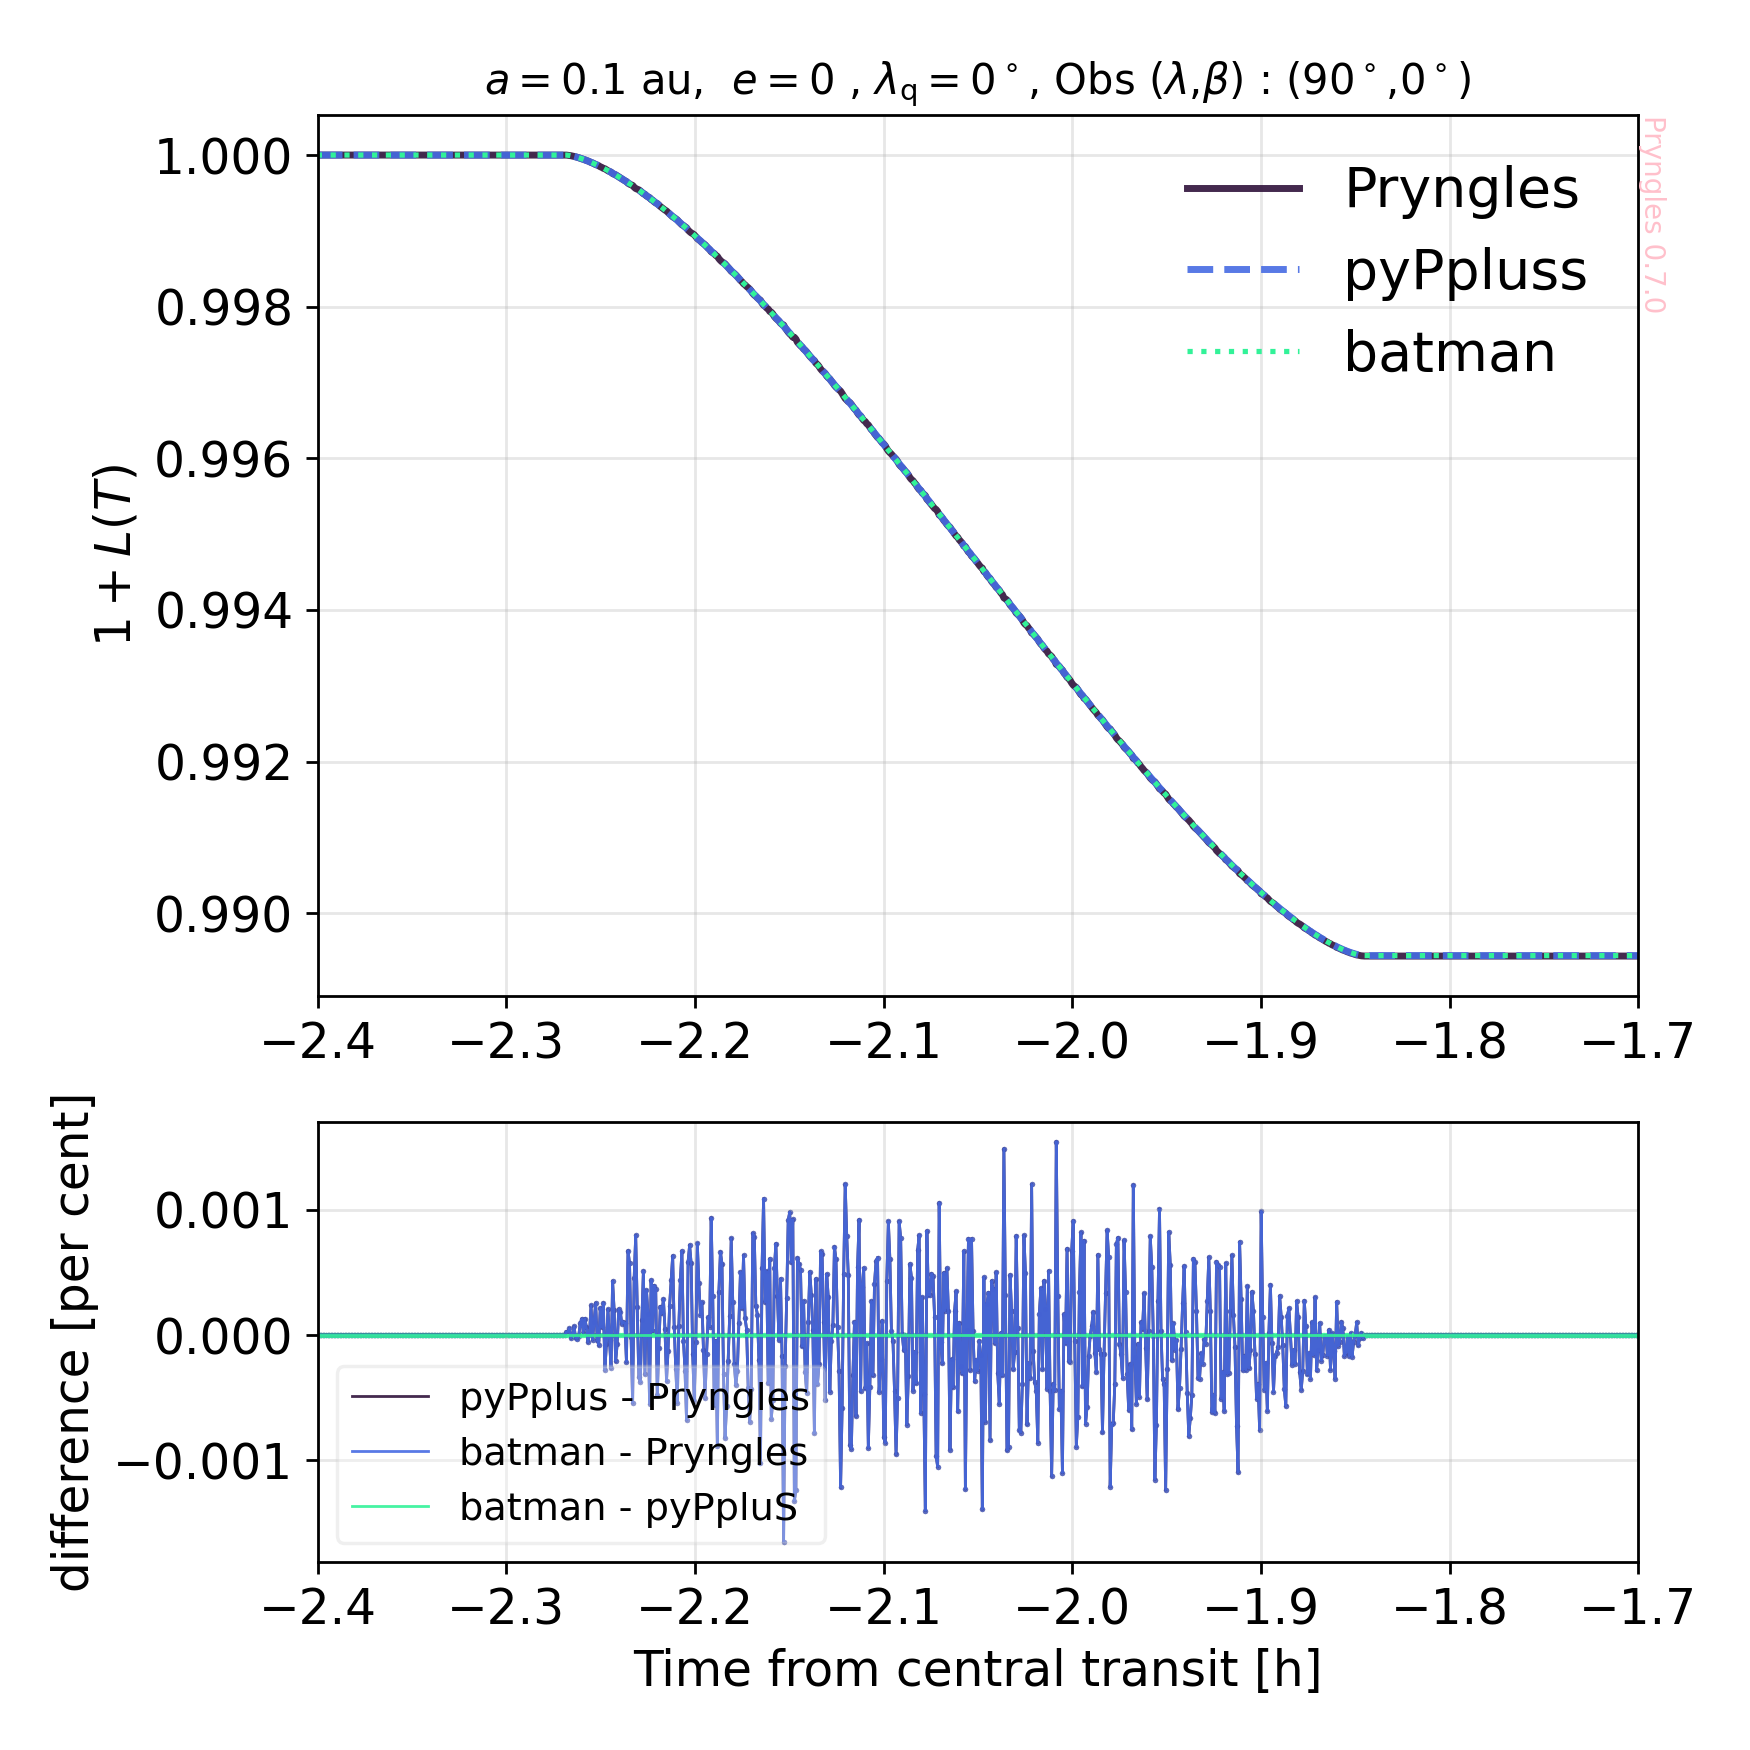 a = 0.1 au, e = 0 , λq = 0°, Obs (λ,β) : (90°,0°)
1.000
0.998
0.996
0.994
0.992
0.990
1 + L(T)
Pryngles
pyPpluss
batman
Pryngles 0.7.0
−2.4 −2.3 −2.2 −2.1 −2.0 −1.9 −1.8 −1.7
0.001
0.000
−0.001
difference [per cent]
pyPplus - Pryngles
batman - Pryngles
batman - pyPpluS
−2.4 −2.3 −2.2 −2.1 −2.0 −1.9 −1.8 −1.7
Time from central transit [h]